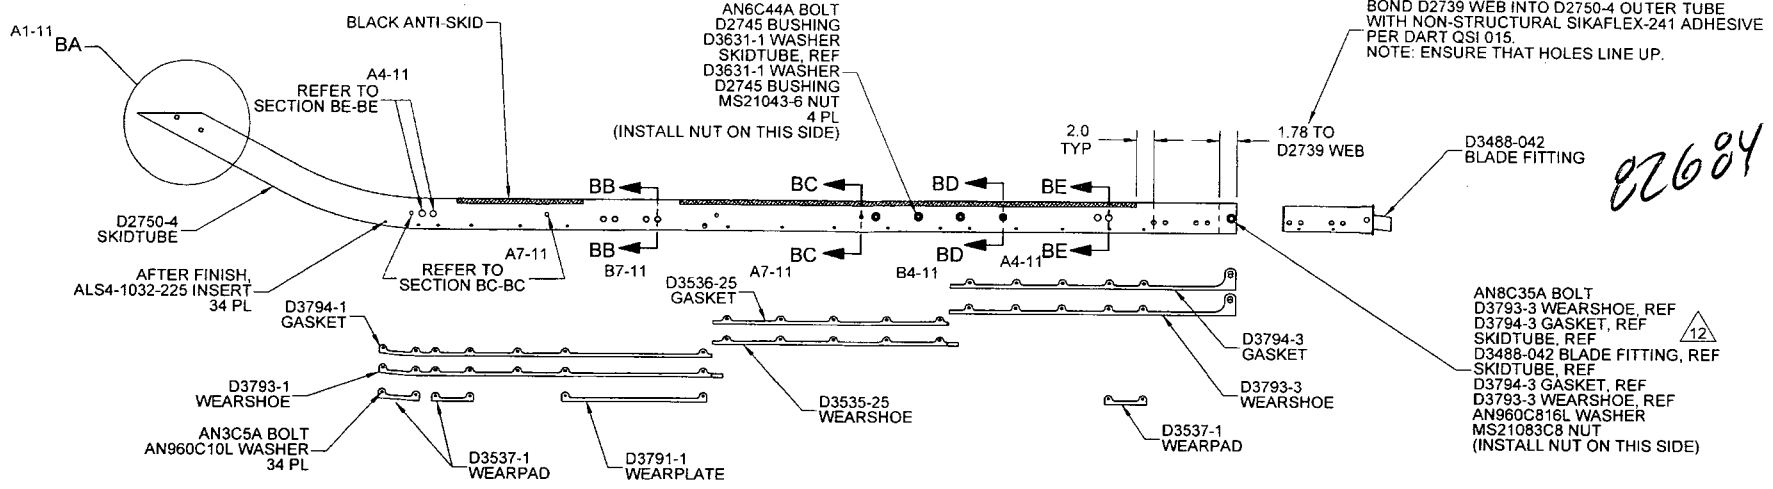 A1-11
BA
BLACK ANTI-SKID
A4-11
REFER TO
SECTION BE-BE
AN6C44A BOLT
D2745 BUSHING
D3631-1 WASHER
SKIDTUBE, REF
D3631-1 WASHER
D2745 BUSHING
MS21043-6 NUT
4 PL
(INSTALL NUT ON THIS SIDE)
BOND D2739 WEB INTO D2750-4 OUTER TUBE
WITH NON-STRUCTURAL SIKAFLEX-241 ADHESIVE
PER DART QSI 015.
NOTE: ENSURE THAT HOLES LINE UP.
2.0
TYP
1.78 TO
D2739 WEB
D3488-042
BLADE FITTING
82684
BB
BC
BD
BE
D2750-4
SKIDTUBE
BB
BC
BD
BE
A7-11
B7-11
A7-11
B4-11
A4-11
REFER TO
SECTION BC-BC
AFTER FINISH,
ALS4-1032-225 INSERT
34 PL
D3794-1
GASKET
D3536-25
GASKET
D3794-3
GASKET
D3793-1
WEARSHOE
D3535-25
WEARSHOE
D3793-3
WEARSHOE
AN3C5A BOLT
AN960C10L WASHER
34 PL
D3537-1
WEARPAD
D3791-1
WEARPLATE
D3537-1
WEARPAD
AN8C35A BOLT
D3793-3 WEARSHOE, REF
D3794-3 GASKET, REF
SKIDTUBE, REF
12
D3488-042 BLADE FITTING, REF
SKIDTUBE, REF
D3794-3 GASKET, REF
D3793-3 WEARSHOE, REF
AN960C816L WASHER
MS21083C8 NUT
(INSTALL NUT ON THIS SIDE)